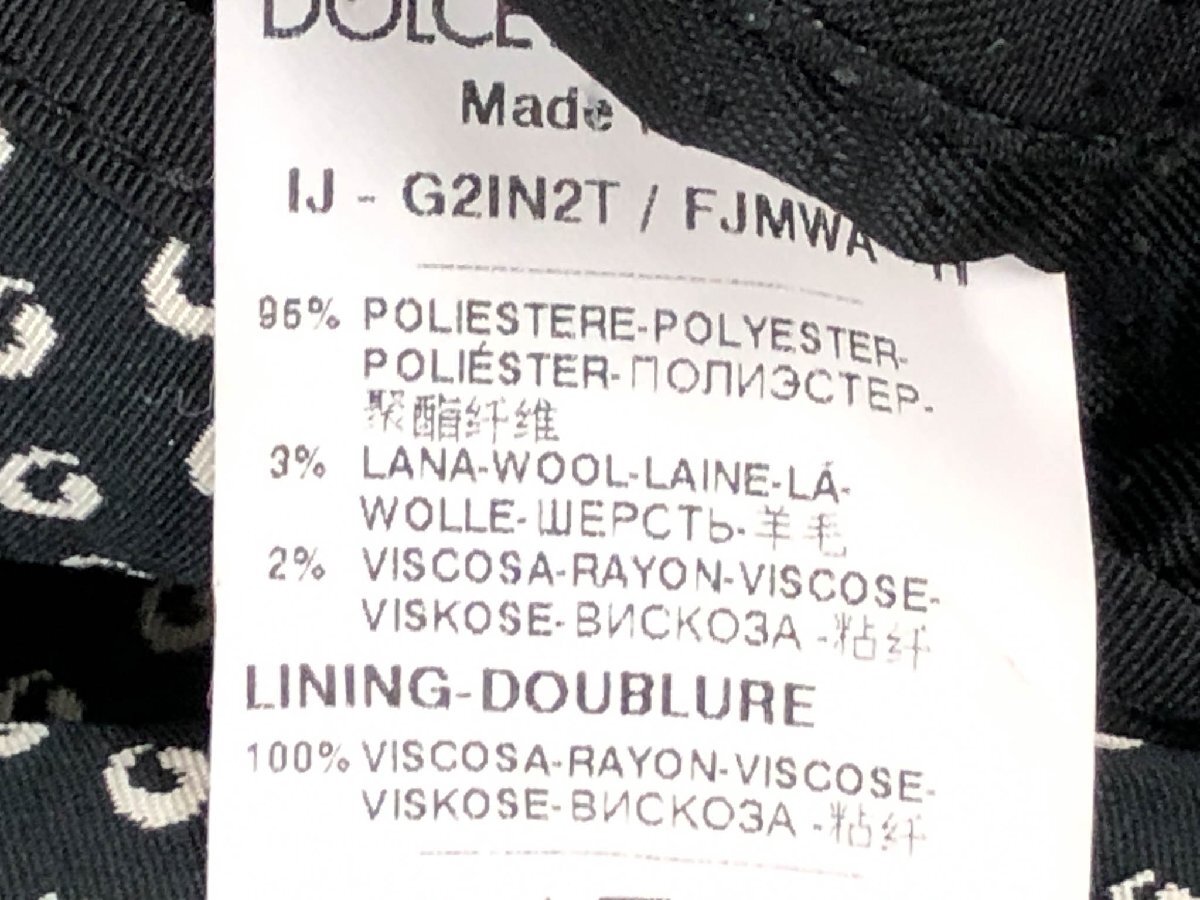 DOLCE
Made
IJ - G2IN2T / FJMWA
95% POLIESTERE-POLYESTER-
POLIÉSTER-ПОЛИЭСТЕР-
聚酯纤维
3% LANA-WOOL-LAINE-LÁ-
WOLLE-ШЕРСТЬ-羊毛
2% VISCOSA-RAYON-VISCOSE-
VISKOSE-ВИСКОЗА-粘纤
LINING-DOUBLURE
100% VISCOSA-RAYON-VISCOSE-
VISKOSE-ВИСКОЗА-粘纤